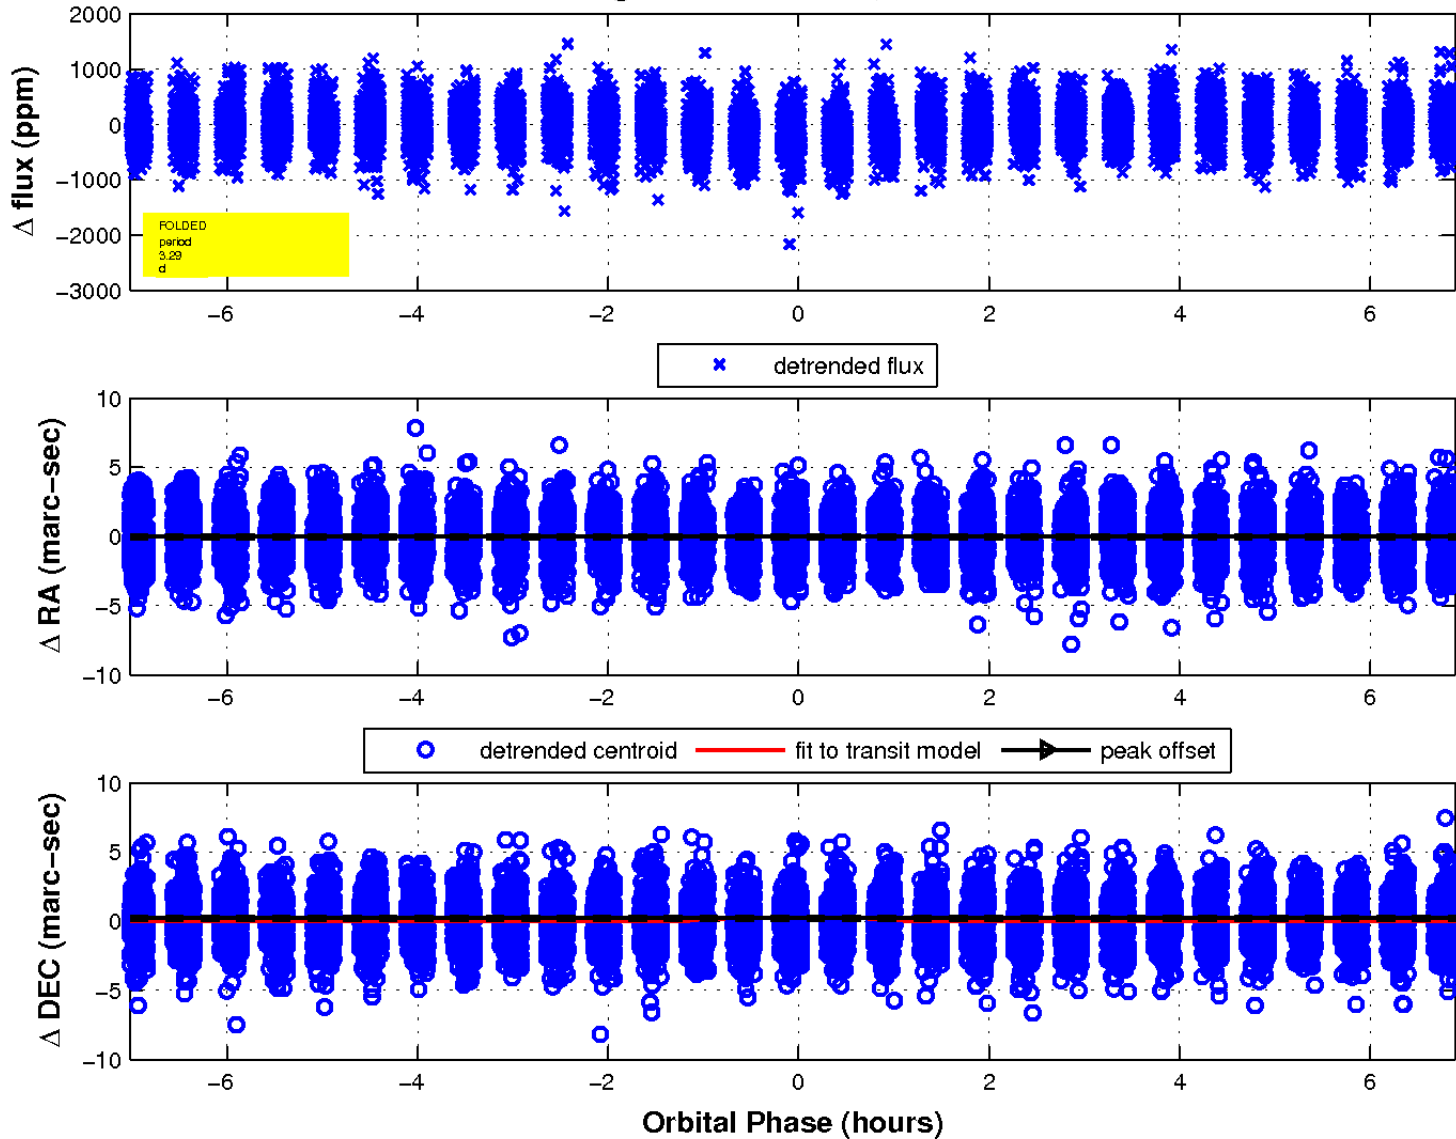 2000
1000
0
−1000
−2000
−3000
Δ flux (ppm)
FOLDED
period
3.29
d
−6 −4 −2 0 2 4 6
detrended flux
10
5
0
−5
−10
Δ RA (marc−sec)
−6 −4 −2 0 2 4 6
detrended centroid fit to transit model peak offset
10
5
0
−5
−10
Δ DEC (marc−sec)
−6 −4 −2 0 2 4 6
Orbital Phase (hours)